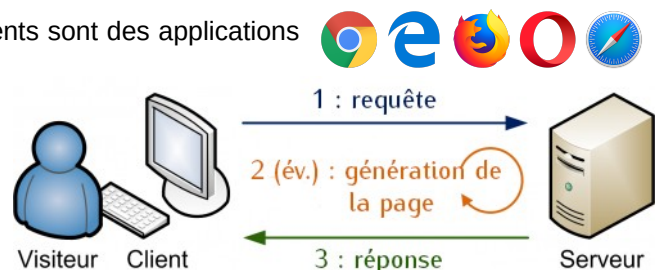 ents sont des applications
1 : requête
2 (év.) : génération de
la page
3 : réponse
Visiteur Client Serveur